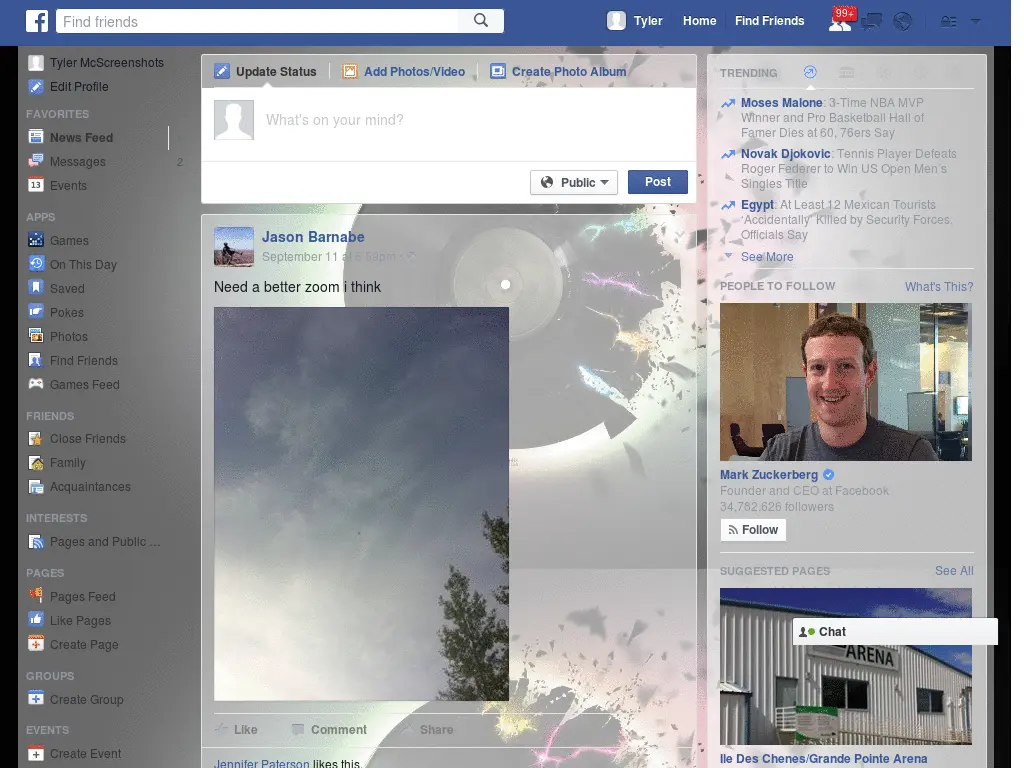 Find friends
Tyler
Home
Find Friends
99+
Tyler McScreenshots
Edit Profile
FAVORITES
News Feed
Messages 2
Events
APPS
Games
On This Day
Saved
Pokes
Photos
Find Friends
Games Feed
FRIENDS
Close Friends
Family
Acquaintances
INTERESTS
Pages and Public ...
PAGES
Pages Feed
Like Pages
Create Page
GROUPS
Create Group
EVENTS
Create Event
Update Status
Add Photos/Video
Create Photo Album
What's on your mind?
Public
Post
Jason Barnabe
September 11 at
Need a better zoom i think
Like
Comment
Share
Jennifer Paterson likes this.
TRENDING
Moses Malone: 3-Time NBA MVP
Winner and Pro Basketball Hall of
Famer Dies at 60, 76ers Say
Novak Djokovic: Tennis Player Defeats
Roger Federer to Win US Open Men's
Singles Title
Egypt: At Least 12 Mexican Tourists
'Accidentally' Killed by Security Forces,
Officials Say
See More
PEOPLE TO FOLLOW
What's This?
Mark Zuckerberg
Founder and CEO at Facebook
34,782,626 followers
Follow
SUGGESTED PAGES
See All
Chat
ARENA
Ile Des Chenes/Grande Pointe Arena